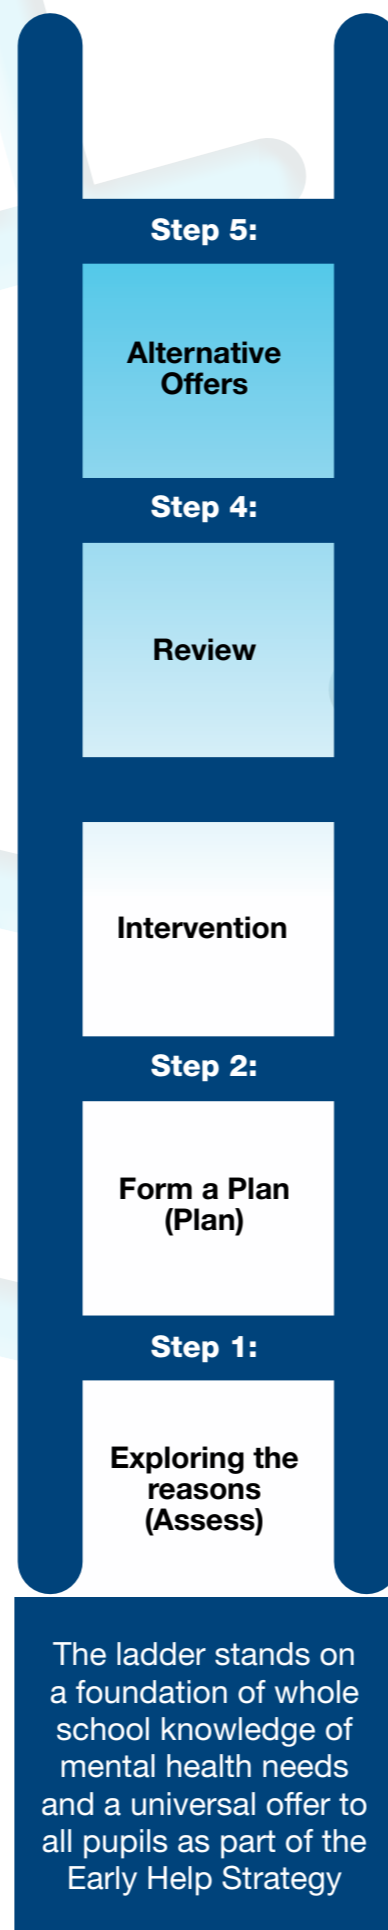 Step 5:
Alternative
Offers
Step 4:
Review
Intervention
Step 2:
Form a Plan
(Plan)
Step 1:
Exploring the
reasons
(Assess)
The ladder stands on
a foundation of whole
school knowledge of
mental health needs
and a universal offer to
all pupils as part of the
Early Help Strategy